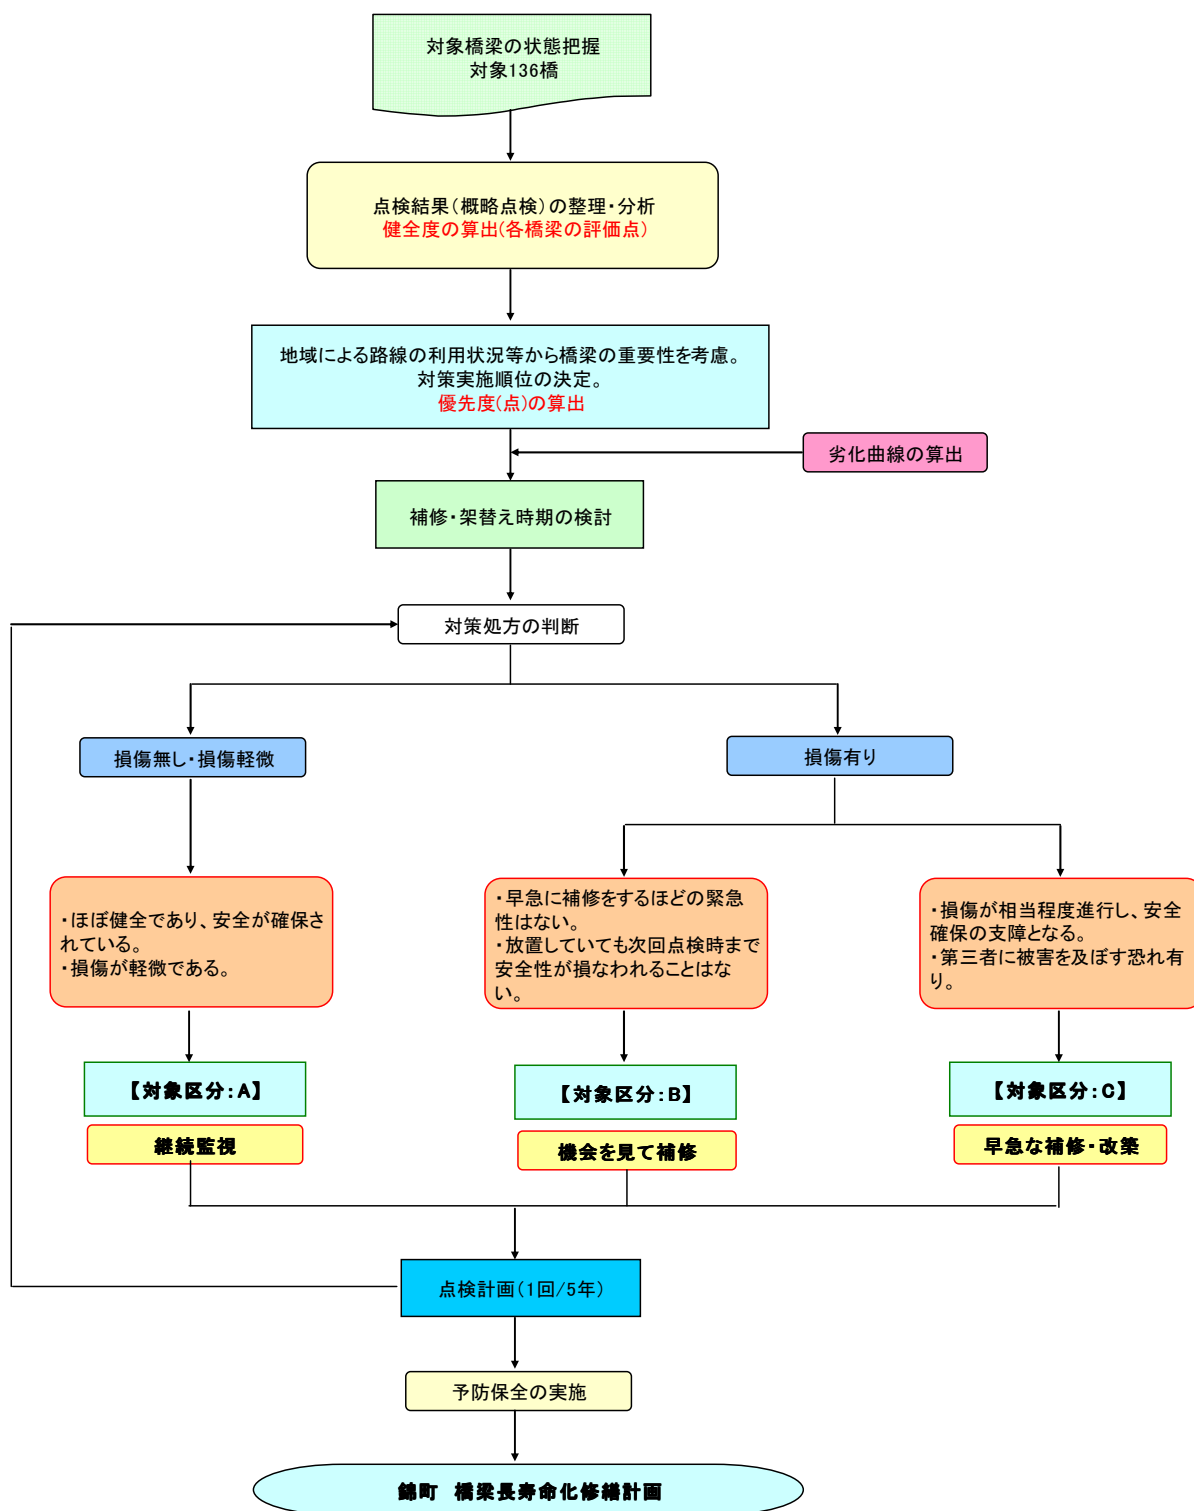 対象橋梁の状態把握
対象136橋
点検結果(概略点検)の整理・分析
健全度の算出(各橋梁の評価点)
地域による路線の利用状況等から橋梁の重要性を考慮。
対策実施順位の決定。
優先度(点)の算出
劣化曲線の算出
補修・架替え時期の検討
対策処方の判断
損傷無し・損傷軽微
損傷有り
・ほぼ健全であり、安全が確保さ
れている。
・損傷が軽微である。
・早急に補修をするほどの緊急
性はない。
・放置していても次回点検時まで
安全性が損なわれることはな
い。
・損傷が相当程度進行し、安全
確保の支障となる。
・第三者に被害を及ぼす恐れ有
り。
【対象区分:A】
【対象区分:B】
【対象区分:C】
継続監視
機会を見て補修
早急な補修・改築
点検計画(1回/5年)
予防保全の実施
錦町 橋梁長寿命化修繕計画